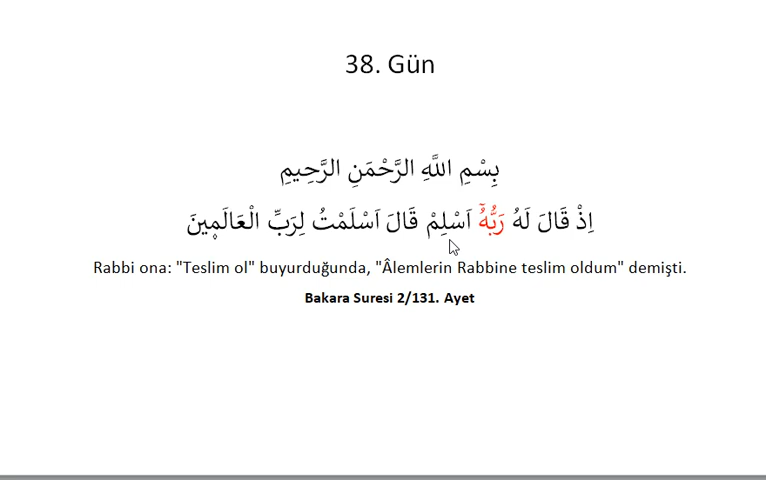 38. Gün
بِسْمِ اللَّهِ الرَّحْمَنِ الرَّحِيمِ
اِذْ قَالَ لَهُ رَبُّهُٓ اَسْلِمْ قَالَ اَسْلَمْتُ لِرَبِّ الْعَالَمٖينَ
Rabbi ona: "Teslim ol" buyurduğunda, "Âlemlerin Rabbine teslim oldum" demişti.
Bakara Suresi 2/131. Ayet